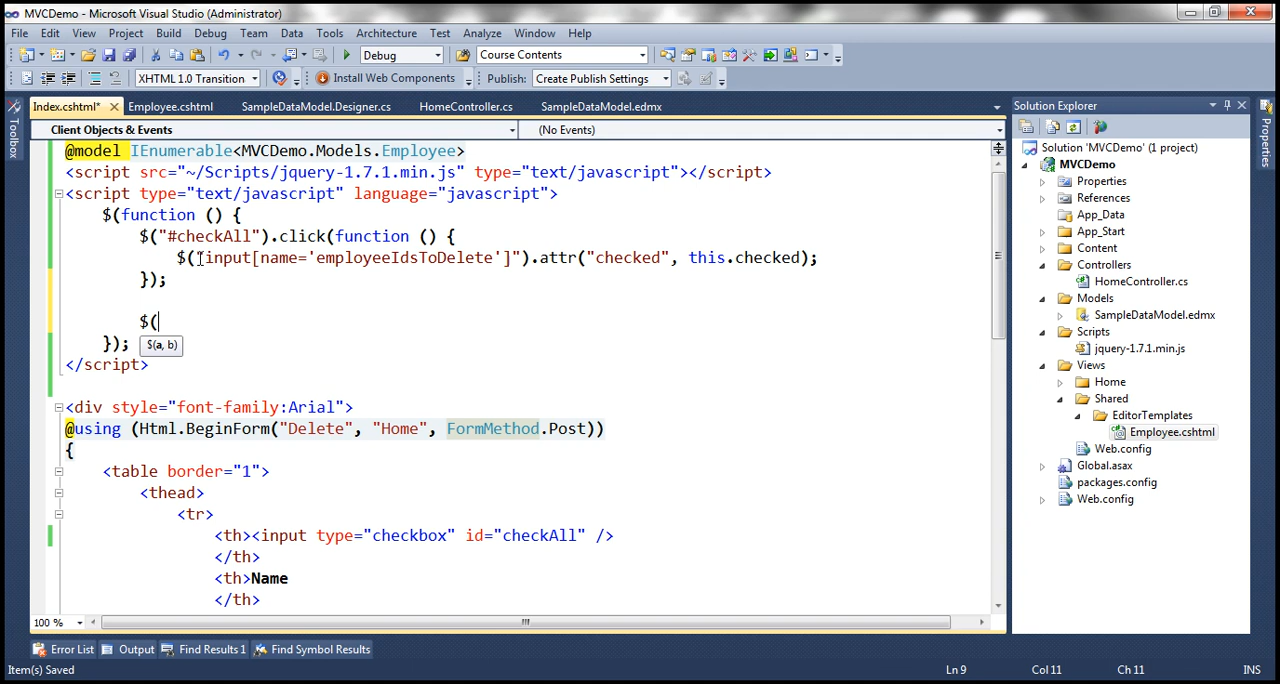 MVCDemo - Microsoft Visual Studio (Administrator)
File Edit View Project Build Debug Team Data Tools Architecture Test Analyze Window Help
Debug Course Contents
XHTML 1.0 Transition Install Web Components Publish: Create Publish Settings
Index.cshtml* Employee.cshtml SampleDataModel.Designer.cs HomeController.cs SampleDataModel.edmx
Client Objects & Events (No Events)
@model IEnumerable<MVCDemo.Models.Employee>
<script src="~/Scripts/jquery-1.7.1.min.js" type="text/javascript"></script>
<script type="text/javascript" language="javascript">
$(function () {
$("#checkAll").click(function () {
$("input[name='employeeIdsToDelete']").attr("checked", this.checked);
});
$(
}); $(a, b)
</script>
<div style="font-family:Arial">
@using (Html.BeginForm("Delete", "Home", FormMethod.Post))
{
<table border="1">
<thead>
<tr>
<th><input type="checkbox" id="checkAll" />
</th>
<th>Name
</th>
100 %
Toolbox
Solution Explorer
Solution 'MVCDemo' (1 project)
MVCDemo
Properties
References
App_Data
App_Start
Content
Controllers
HomeController.cs
Models
SampleDataModel.edmx
Scripts
jquery-1.7.1.min.js
Views
Home
Shared
EditorTemplates
Employee.cshtml
Web.config
Global.asax
packages.config
Web.config
Properties
Error List Output Find Results 1 Find Symbol Results
Item(s) Saved Ln 9 Col 11 Ch 11 INS